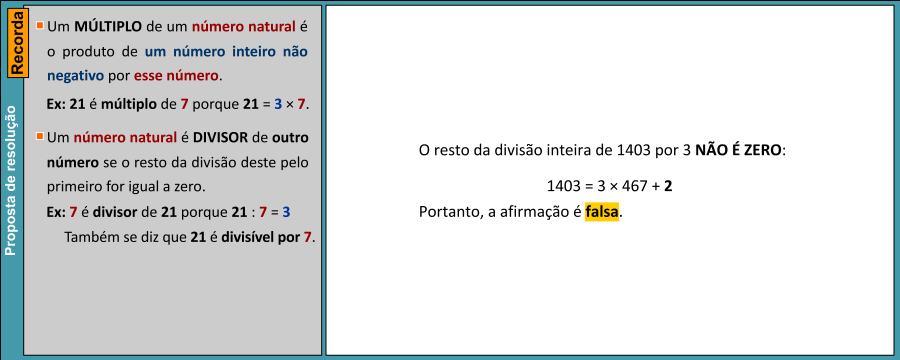 Recorda
Proposta de resolução
Um MÚLTIPLO de um número natural é
o produto de um número inteiro não
negativo por esse número.
Ex: 21 é múltiplo de 7 porque 21 = 3 × 7.
Um número natural é DIVISOR de outro
número se o resto da divisão deste pelo
primeiro for igual a zero.
Ex: 7 é divisor de 21 porque 21 : 7 = 3
Também se diz que 21 é divisível por 7.
O resto da divisão inteira de 1403 por 3 NÃO É ZERO:
1403 = 3 × 467 + 2
Portanto, a afirmação é falsa.